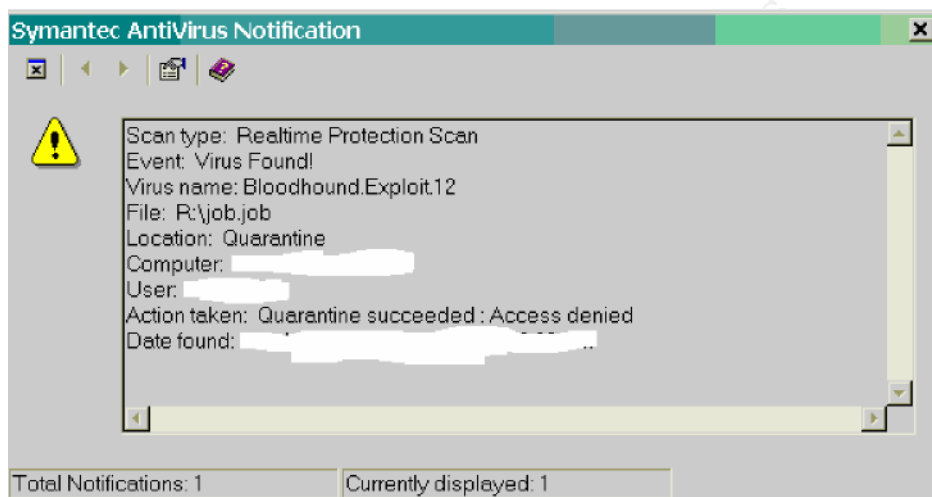 Symantec AntiVirus Notification
Scan type: Realtime Protection Scan
Event: Virus Found!
Virus name: Bloodhound.Exploit.12
File: R:\job.job
Location: Quarantine
Computer:
User:
Action taken: Quarantine succeeded : Access denied
Date found:
Total Notifications: 1
Currently displayed: 1